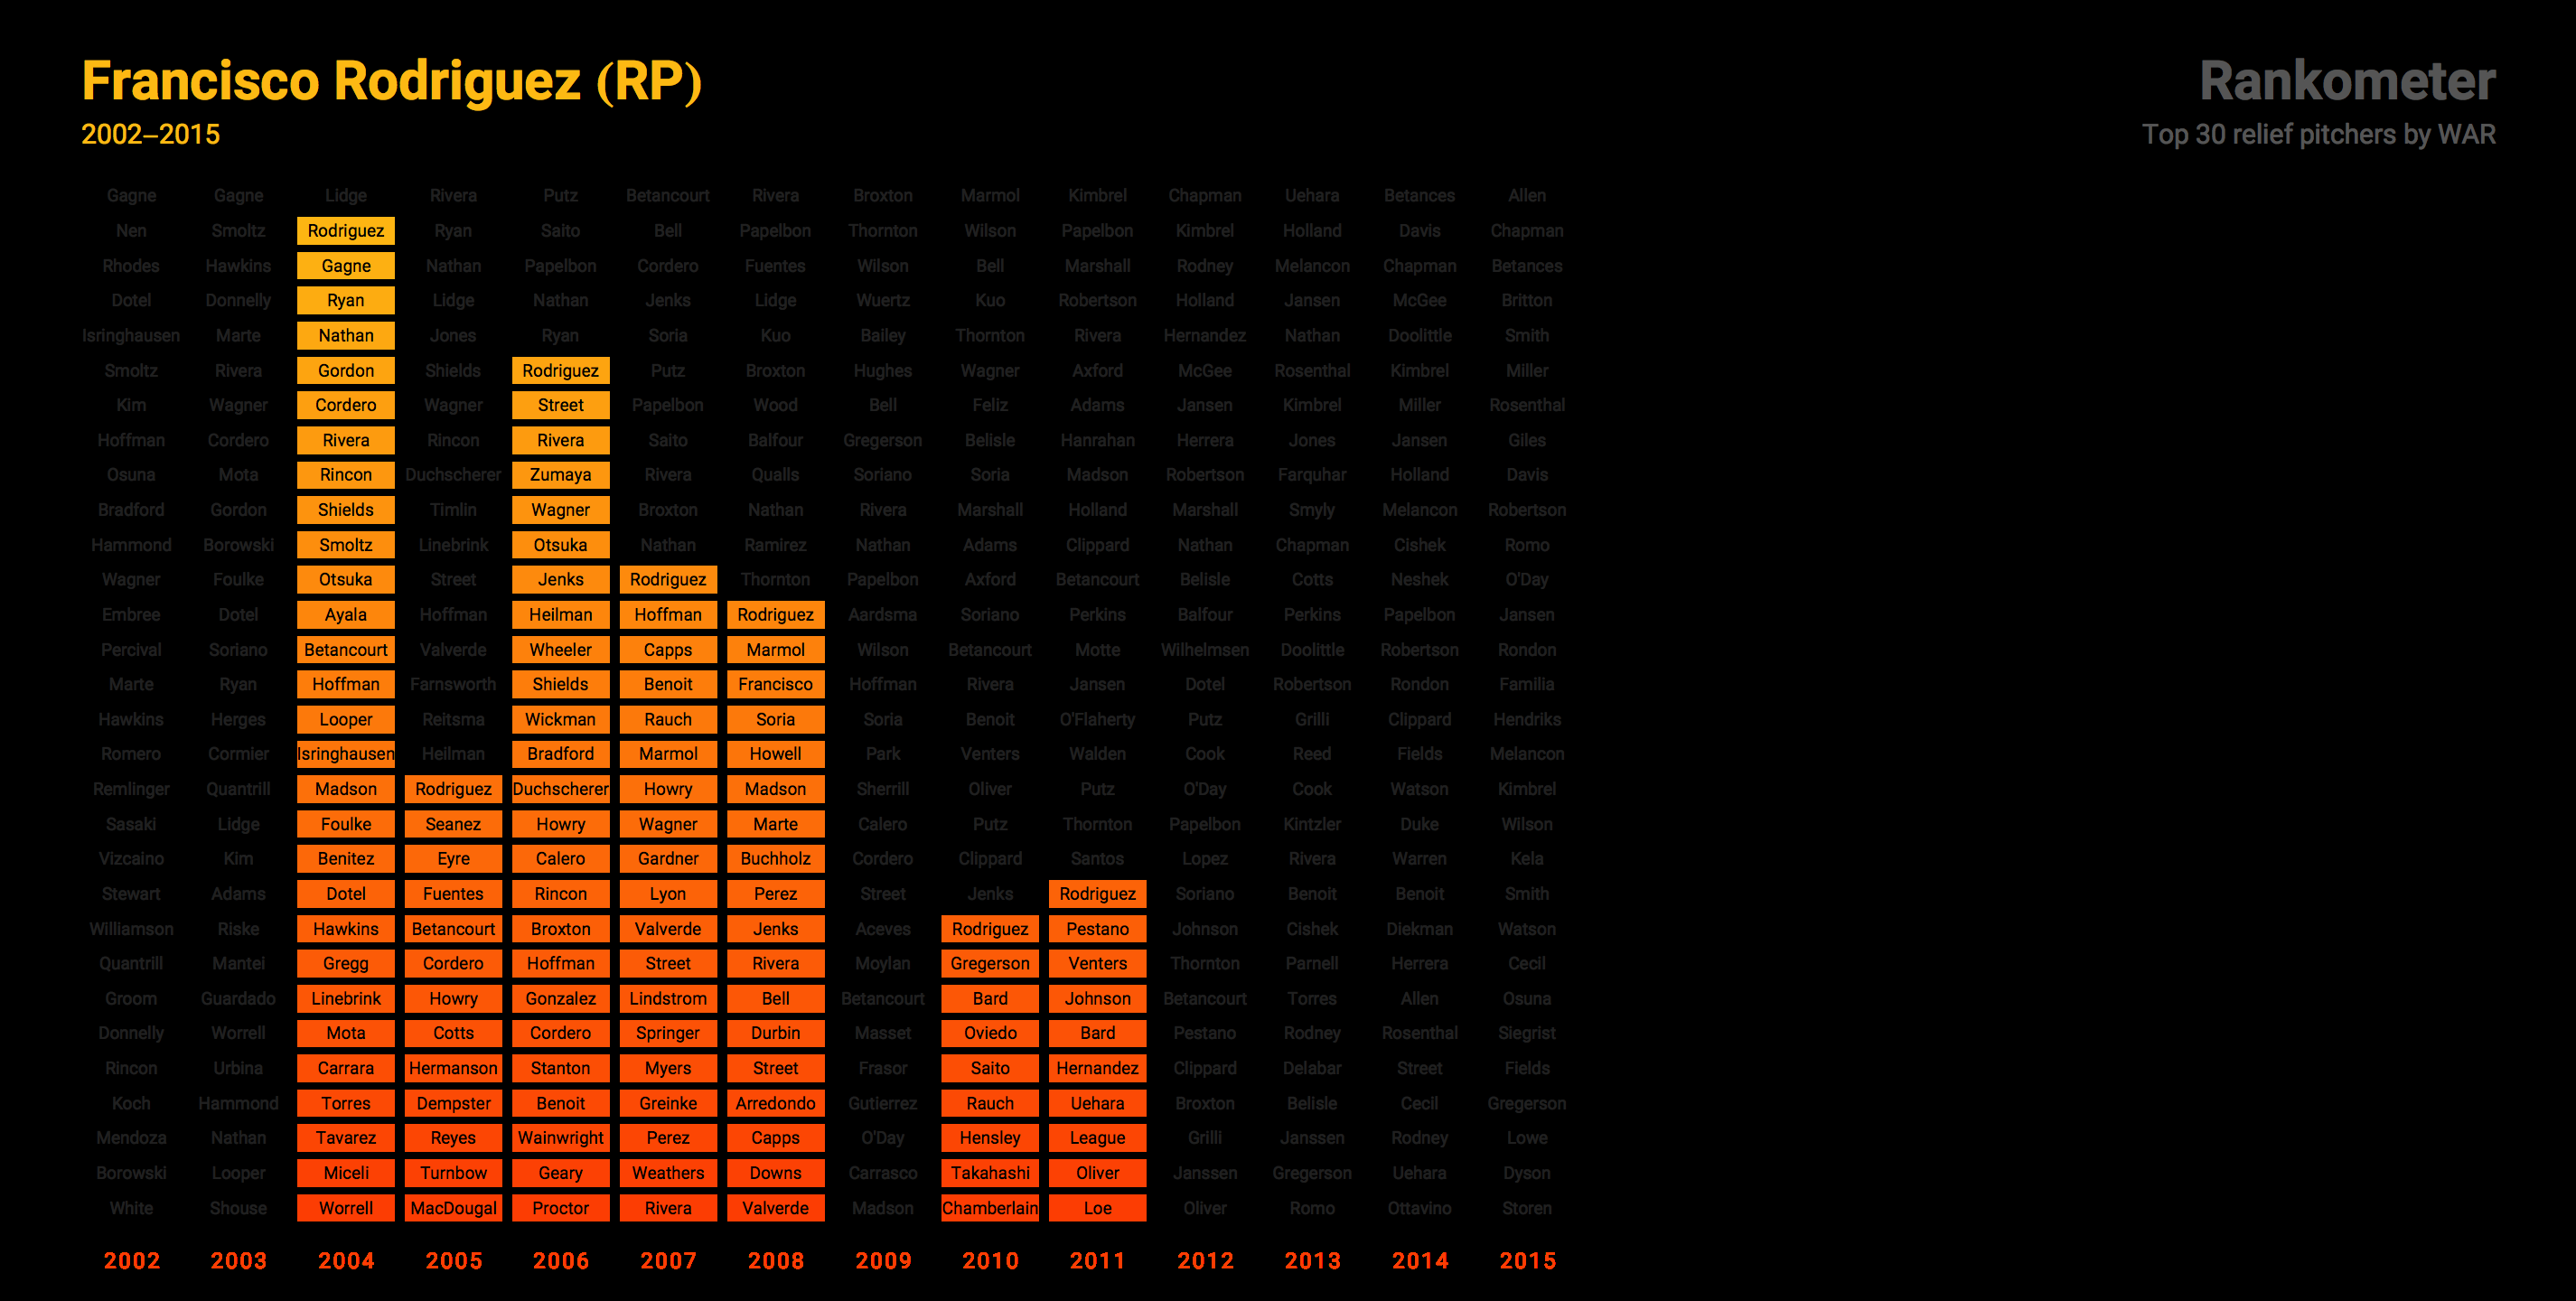 Francisco Rodriguez (RP)
2002–2015
Rankometer
Top 30 relief pitchers by WAR
Gagne Gagne Lidge Rivera Putz Betancourt Rivera Broxton Marmol Kimbrel Chapman Uehara Betances Allen
Nen Smoltz Rodriguez Ryan Saito Bell Papelbon Thornton Wilson Papelbon Kimbrel Holland Davis Chapman
Rhodes Hawkins Gagne Nathan Papelbon Cordero Fuentes Wilson Bell Marshall Rodney Melancon Chapman Betances
Dotel Donnelly Ryan Lidge Nathan Jenks Lidge Wuertz Kuo Robertson Holland Jansen McGee Britton
Isringhausen Marte Nathan Jones Ryan Soria Kuo Bailey Thornton Rivera Hernandez Nathan Doolittle Smith
Smoltz Rivera Gordon Shields Rodriguez Putz Broxton Hughes Wagner Axford McGee Rosenthal Kimbrel Miller
Kim Wagner Cordero Wagner Street Papelbon Wood Bell Feliz Adams Jansen Kimbrel Miller Rosenthal
Hoffman Cordero Rivera Rincon Rivera Saito Balfour Gregerson Belisle Hanrahan Herrera Jones Jansen Giles
Osuna Mota Rincon Duchscherer Zumaya Rivera Qualls Soriano Soria Madson Robertson Farquhar Holland Davis
Bradford Gordon Shields Timlin Wagner Broxton Nathan Rivera Marshall Holland Marshall Smyly Melancon Robertson
Hammond Borowski Smoltz Linebrink Otsuka Nathan Ramirez Nathan Adams Clippard Nathan Chapman Cishek Romo
Wagner Foulke Otsuka Street Jenks Rodriguez Thornton Papelbon Axford Betancourt Belisle Cotts Neshek O'Day
Embree Dotel Ayala Hoffman Heilman Hoffman Rodriguez Aardsma Soriano Perkins Balfour Perkins Papelbon Jansen
Percival Soriano Betancourt Valverde Wheeler Capps Marmol Wilson Betancourt Motte Wilhelmsen Doolittle Robertson Rondon
Marte Ryan Hoffman Farnsworth Shields Benoit Francisco Hoffman Rivera Jansen Dotel Robertson Rondon Familia
Hawkins Herges Looper Reitsma Wickman Rauch Soria Soria Benoit O'Flaherty Putz Grilli Clippard Hendriks
Romero Cormier Isringhausen Heilman Bradford Marmol Howell Park Venters Walden Cook Reed Fields Melancon
Remlinger Quantrill Madson Rodriguez Duchscherer Howry Madson Sherrill Oliver Putz O'Day Cook Watson Kimbrel
Sasaki Lidge Foulke Seanez Howry Wagner Marte Calero Putz Thornton Papelbon Kintzler Duke Wilson
Vizcaino Kim Benitez Eyre Calero Gardner Buchholz Cordero Clippard Santos Lopez Rivera Warren Kela
Stewart Adams Dotel Fuentes Rincon Lyon Perez Street Jenks Rodriguez Soriano Benoit Benoit Smith
Williamson Riske Hawkins Betancourt Broxton Valverde Jenks Aceves Rodriguez Pestano Johnson Cishek Diekman Watson
Quantrill Mantei Gregg Cordero Hoffman Street Rivera Moylan Gregerson Venters Thornton Parnell Herrera Cecil
Groom Guardado Linebrink Howry Gonzalez Lindstrom Bell Betancourt Bard Johnson Betancourt Torres Allen Osuna
Donnelly Worrell Mota Cotts Cordero Springer Durbin Masset Oviedo Bard Pestano Rodney Rosenthal Siegrist
Rincon Urbina Carrara Hermanson Stanton Myers Street Frasor Saito Hernandez Clippard Delabar Street Fields
Koch Hammond Torres Dempster Benoit Greinke Arredondo Gutierrez Rauch Uehara Broxton Belisle Cecil Gregerson
Mendoza Nathan Tavarez Reyes Wainwright Perez Capps O'Day Hensley League Grilli Janssen Rodney Lowe
Borowski Looper Miceli Turnbow Geary Weathers Downs Carrasco Takahashi Oliver Janssen Gregerson Uehara Dyson
White Shouse Worrell MacDougal Proctor Rivera Valverde Madson Chamberlain Loe Oliver Romo Ottavino Storen
2002 2003 2004 2005 2006 2007 2008 2009 2010 2011 2012 2013 2014 2015